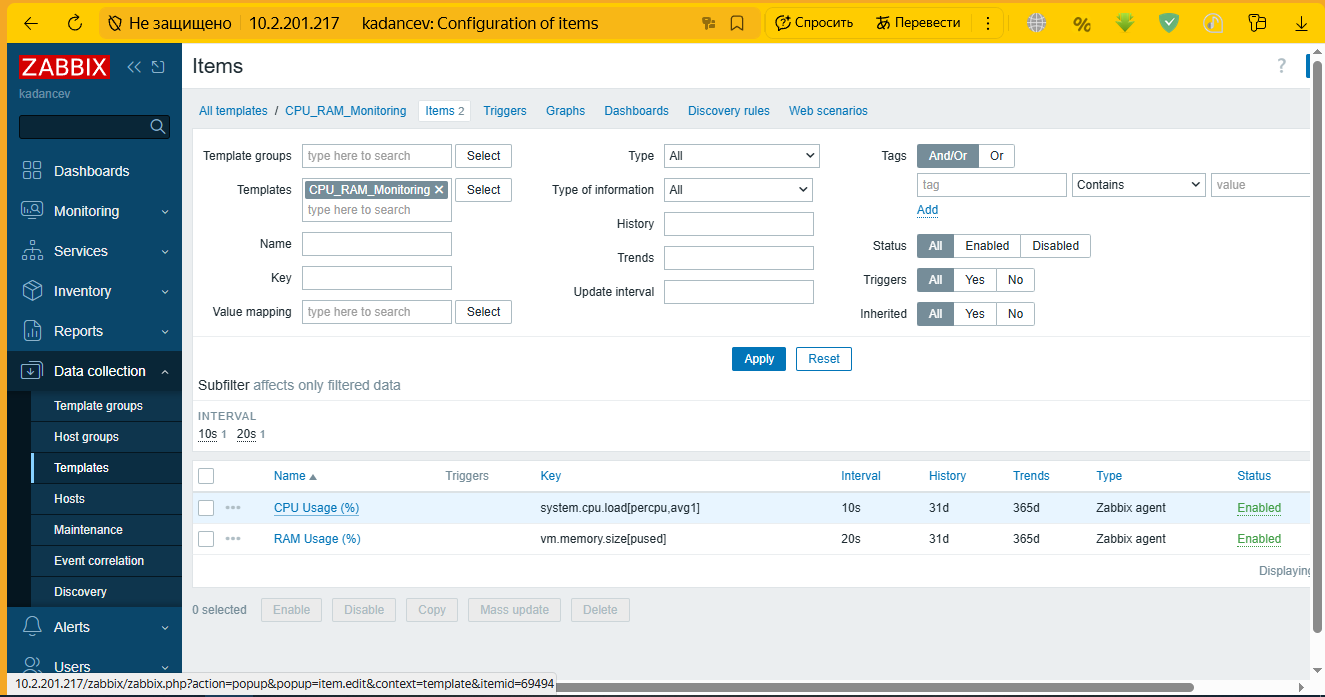 Не защищено 10.2.201.217 kadancev: Configuration of items Спросить Перевести
ZABBIX
kadancev
Dashboards
Monitoring
Services
Inventory
Reports
Data collection
Template groups
Host groups
Templates
Hosts
Maintenance
Event correlation
Discovery
Alerts
Users
Items ?
All templates / CPU_RAM_Monitoring Items 2 Triggers Graphs Dashboards Discovery rules Web scenarios
Template groups type here to search Select Type All Tags And/Or Or
Templates CPU_RAM_Monitoring type here to search Select Type of information All tag Contains value
Add
Name History Status All Enabled Disabled
Key Trends Triggers All Yes No
Value mapping type here to search Select Update interval Inherited All Yes No
Apply Reset
Subfilter affects only filtered data
INTERVAL
10s 1 20s 1
Name Triggers Key Interval History Trends Type Status
CPU Usage (%) system.cpu.load[percpu,avg1] 10s 31d 365d Zabbix agent Enabled
RAM Usage (%) vm.memory.size[pused] 20s 31d 365d Zabbix agent Enabled
Displaying
0 selected Enable Disable Copy Mass update Delete
10.2.201.217/zabbix/zabbix.php?action=popup&popup=item.edit&context=template&itemid=69494